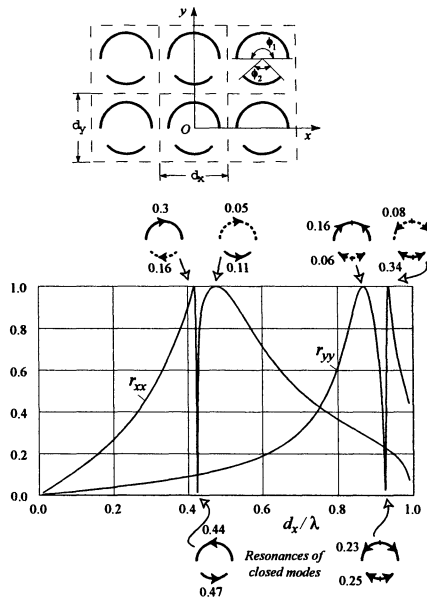 y
ϕ₁
ϕ₂
dy
O
x
dx
0.3
0.05
0.16
0.08
0.16
0.11
0.06
0.34
1.0
0.8
0.6
0.4
0.2
0.0
rxx
ryy
0.0
0.2
0.4
0.6
0.8
1.0
dx/λ
0.44
0.47
Resonances of
closed modes
0.23
0.25